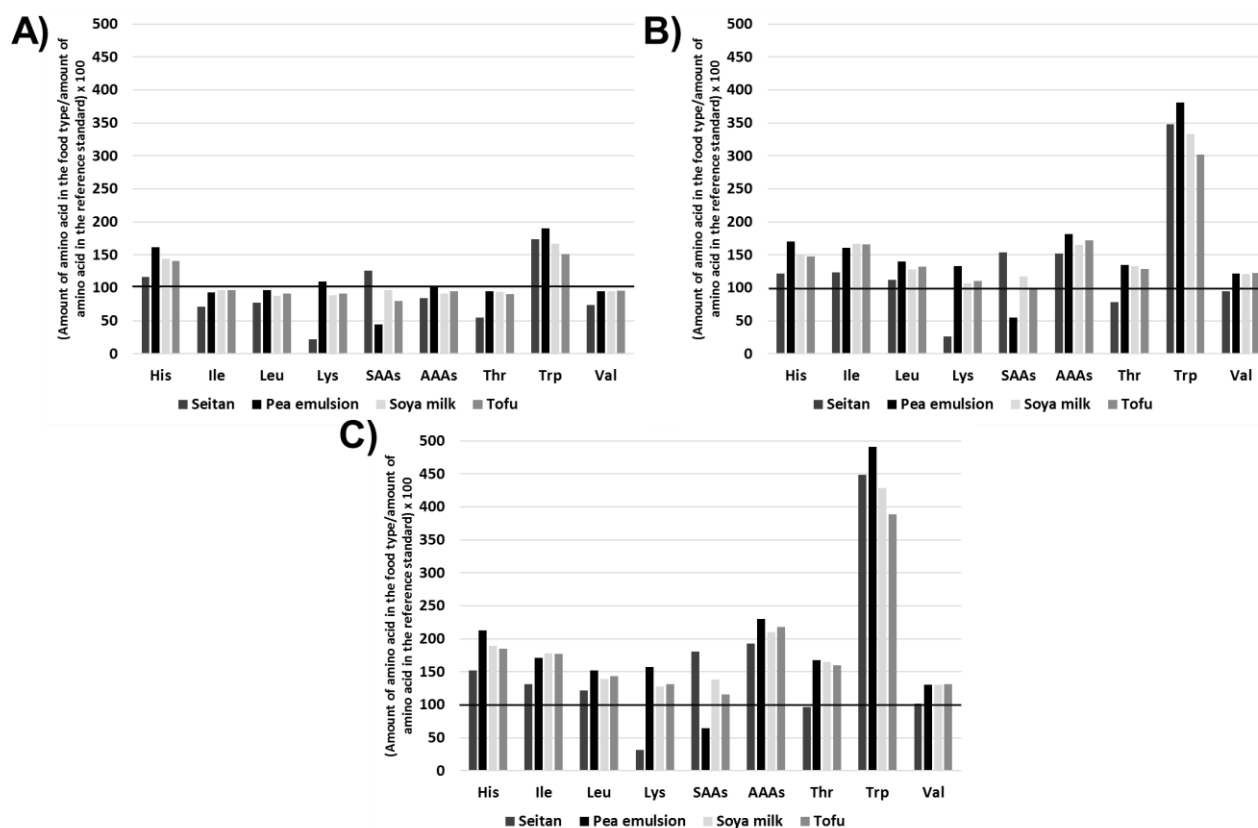 A)
(Amount of amino acid in the food type/amount of
amino acid in the reference standard) x 100
500
450
400
350
300
250
200
150
100
50
0
His Ile Leu Lys SAAs AAAs Thr Trp Val
Seitan Pea emulsion Soya milk Tofu
B)
(Amount of amino acid in the food type/amount of
amino acid in the reference standard) x 100
500
450
400
350
300
250
200
150
100
50
0
His Ile Leu Lys SAAs AAAs Thr Trp Val
Seitan Pea emulsion Soya milk Tofu
C)
(Amount of amino acid in the food type/amount of
amino acid in the reference standard) x 100
500
450
400
350
300
250
200
150
100
50
0
His Ile Leu Lys SAAs AAAs Thr Trp Val
Seitan Pea emulsion Soya milk Tofu